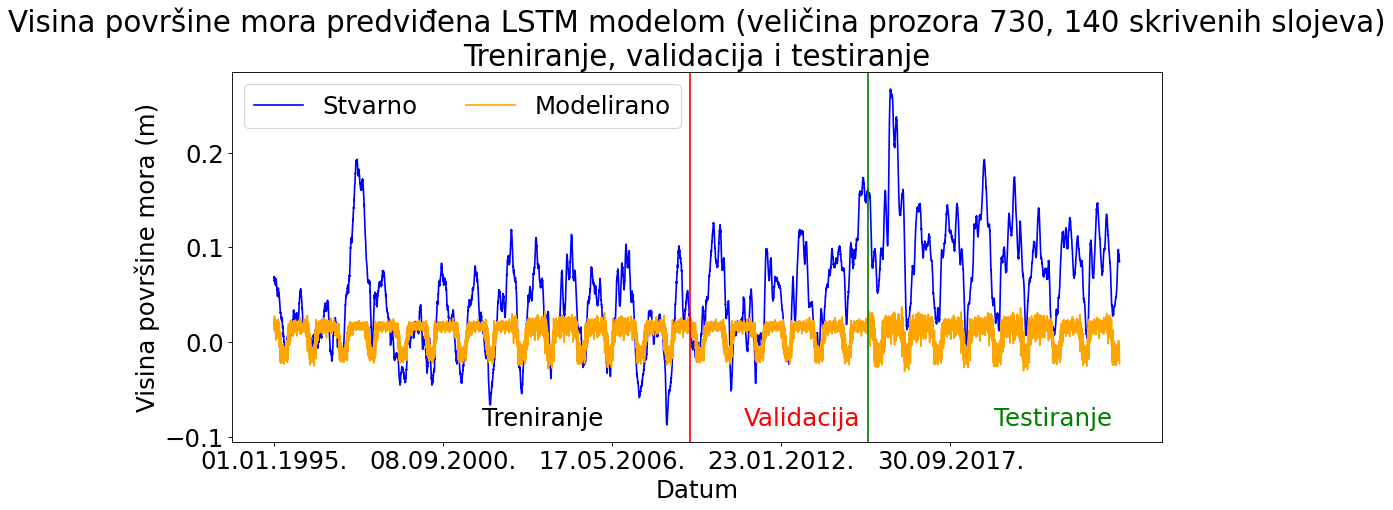 Visina površine mora predviđena LSTM modelom (veličina prozora 730, 140 skrivenih slojeva)
Treniranje, validacija i testiranje
Stvarno
Modelirano
Visina površine mora (m)
0.2
0.1
0.0
−0.1
Treniranje
Validacija
Testiranje
01.01.1995.
08.09.2000.
17.05.2006.
23.01.2012.
30.09.2017.
Datum